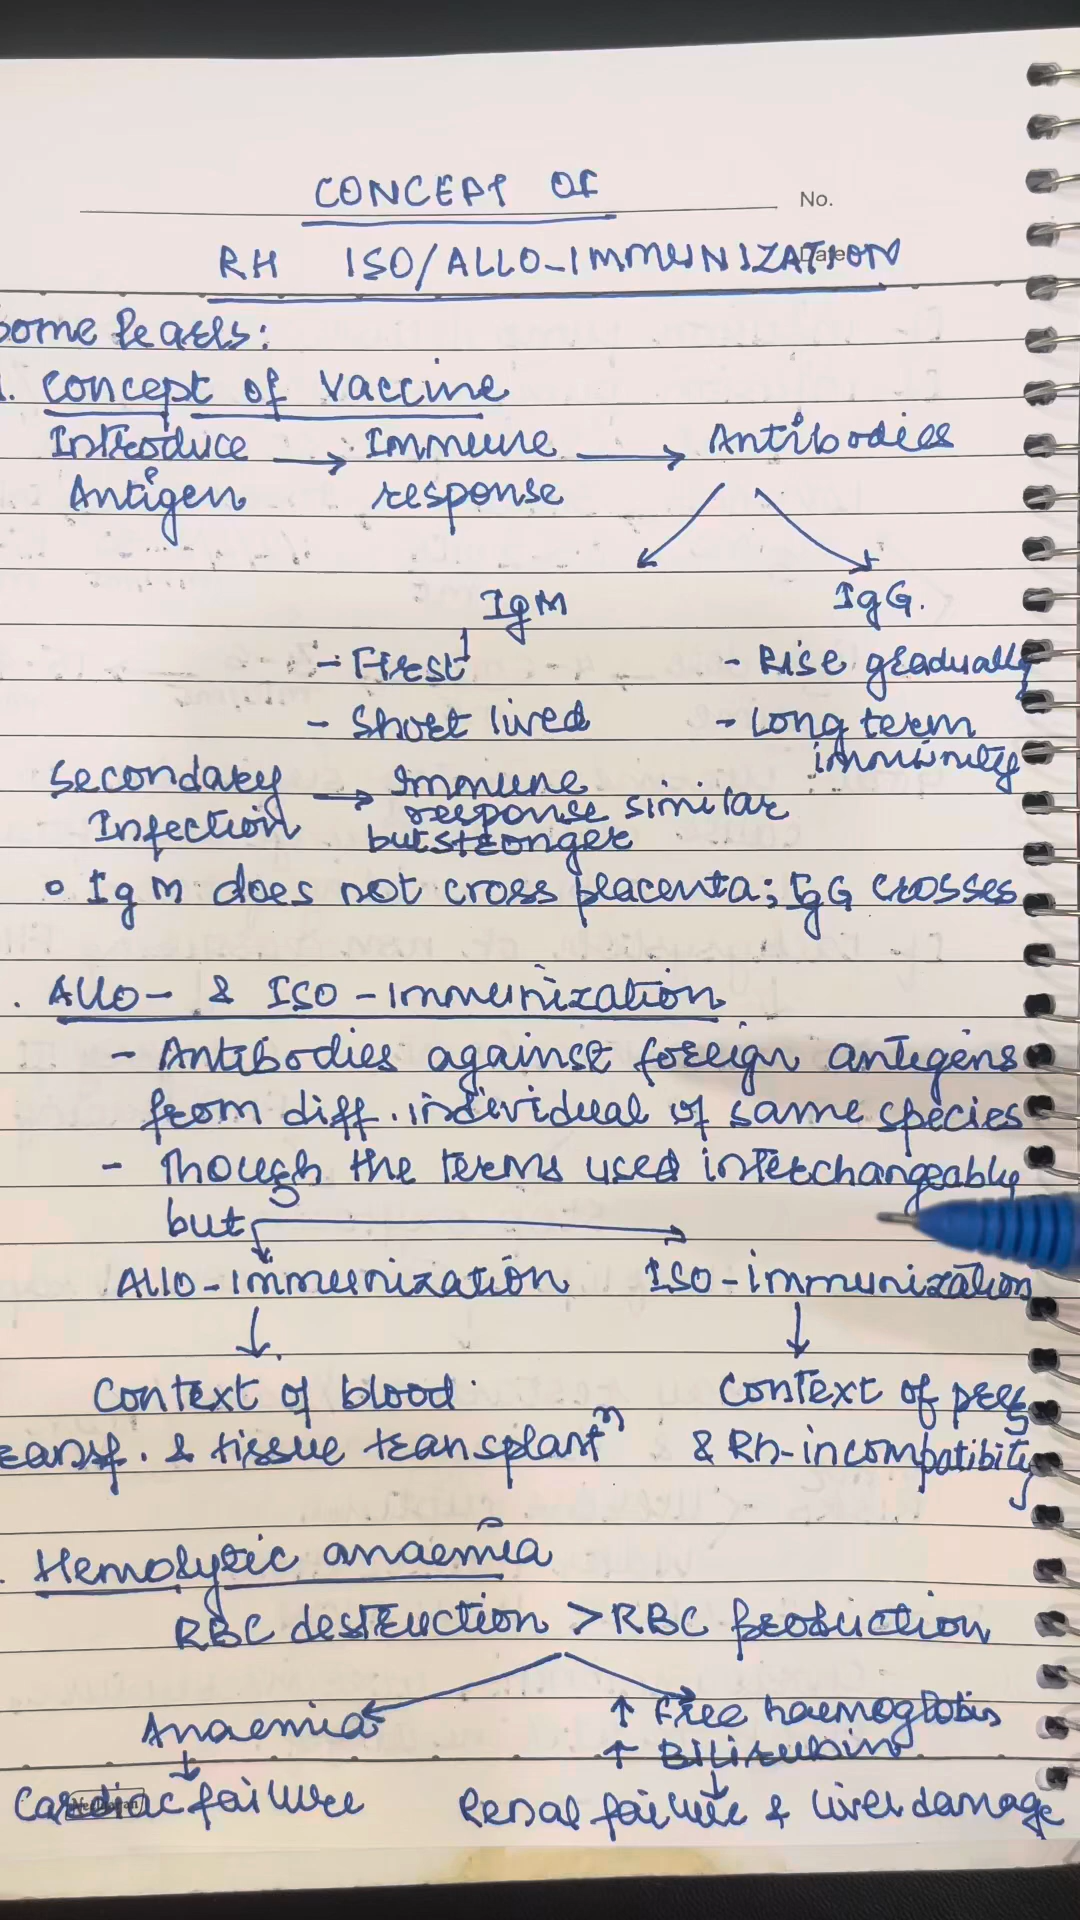 CONCEPT OF
No.
RH ISO/ALLO-IMMUNIZATION
Date
Some facts:
1. Concept of Vaccine
Introduce → Immune → Antibodies
Antigen response
IgM IgG.
- First - Rise gradually
- Short lived - Long term
immunity
Secondary → Immune
Infection response similar
but stronger
o IgM does not cross placenta; IgG crosses
. Allo- & ISO-immunization
- Antibodies against foreign antigens
from diff. individual of same species
- Though the terms used interchangeably
but
Allo-immunization ISO-immunization
↓ ↓
Context of blood Context of preg
transf. & tissue transplantⁿ & Rh-incompatibility
. Hemolytic anaemia
RBC destruction > RBC production
Anaemia ↑ Free haemoglobin
↓ ↑ Bilirubin
Cardiac failure Renal failure & liver damage